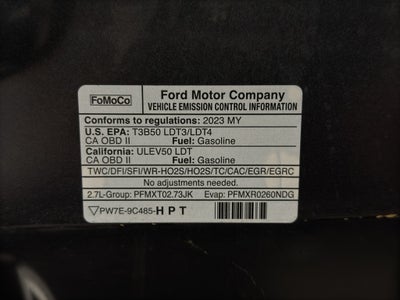 FoMoCo
Ford Motor Company
VEHICLE EMISSION CONTROL INFORMATION
Conforms to regulations: 2023 MY
U.S. EPA: T3B50 LDT3/LDT4
CA OBD II Fuel: Gasoline
California: ULEV50 LDT
CA OBD II Fuel: Gasoline
TWC/DFI/SFI/WR-HO2S/HO2S/TC/CAC/EGR/EGRC
No adjustments needed.
2.7L-Group: PFMXT02.73JK Evap: PFMXR0260NDG
PW7E-9C485-HPT